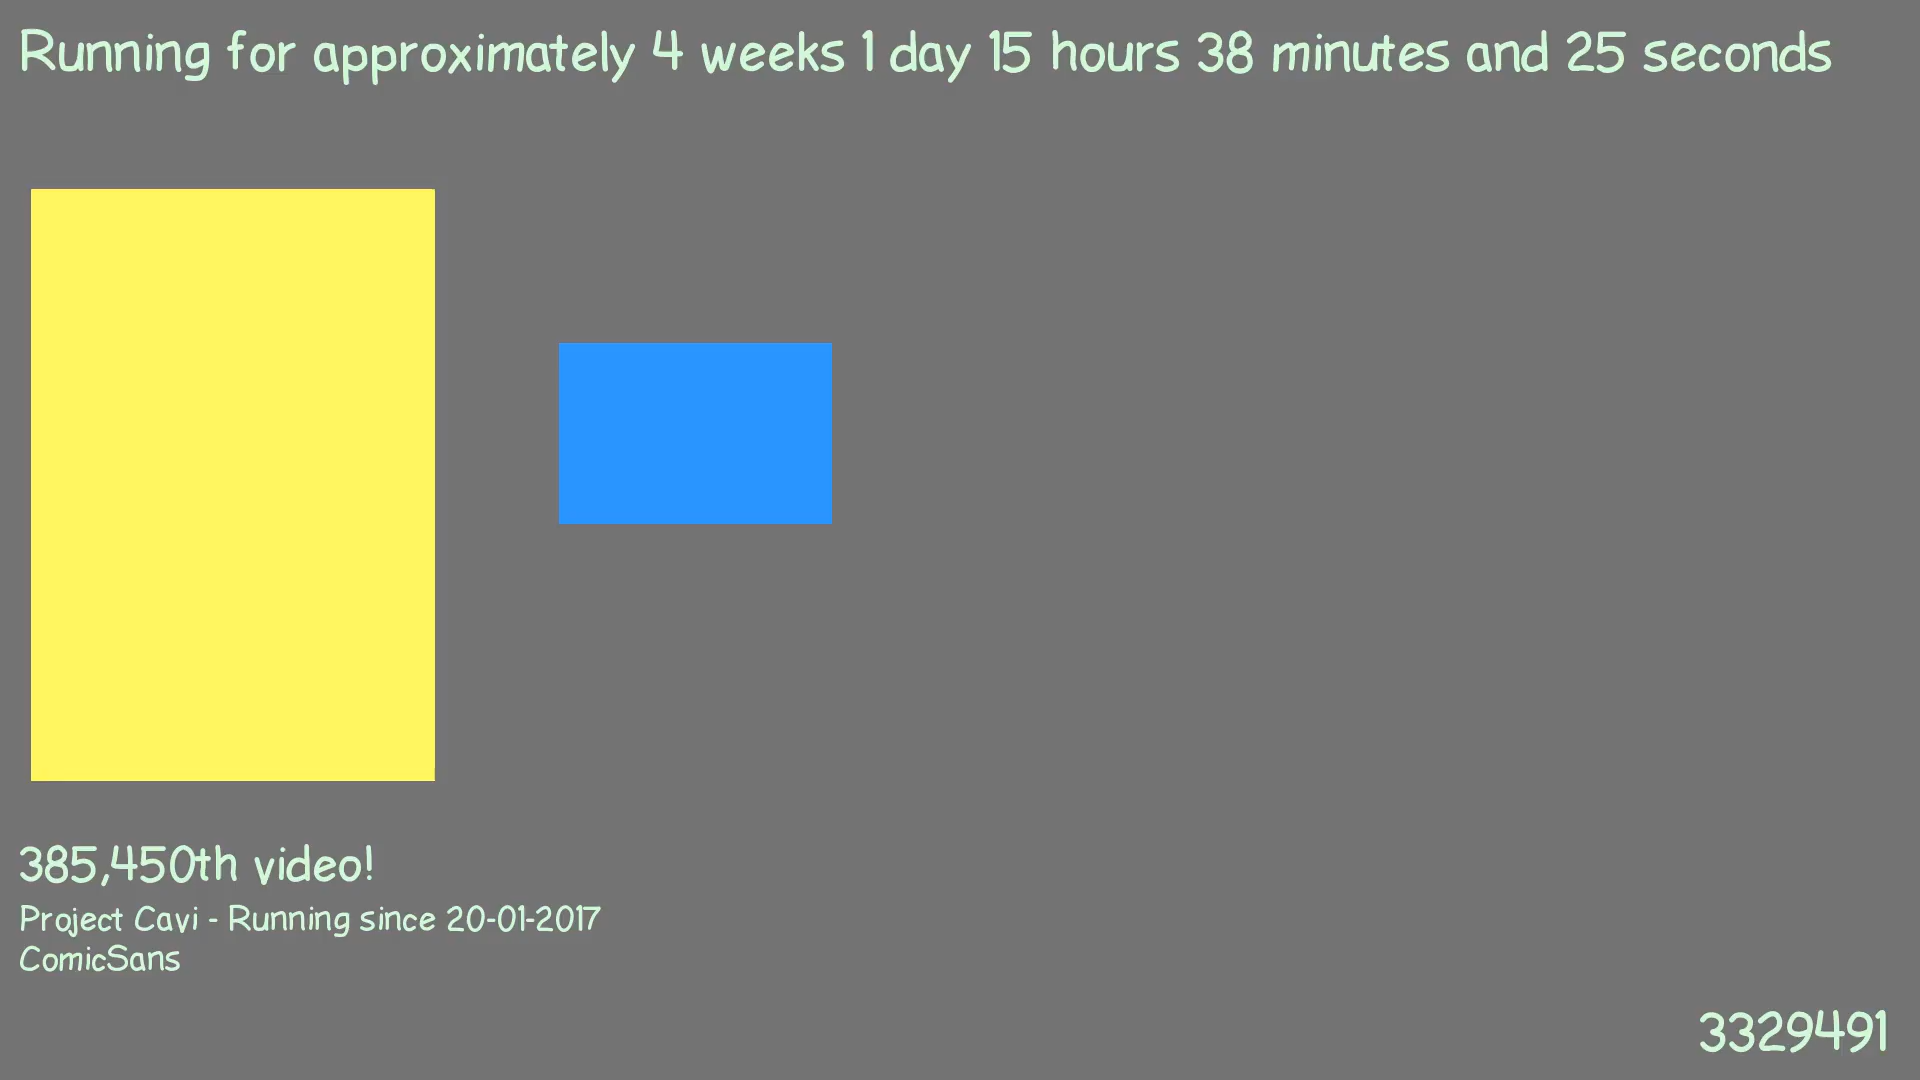 Running for approximately 4 weeks 1 day 15 hours 38 minutes and 25 seconds
385,450th video!
Project Cavi - Running since 20-01-2017
ComicSans
3329491